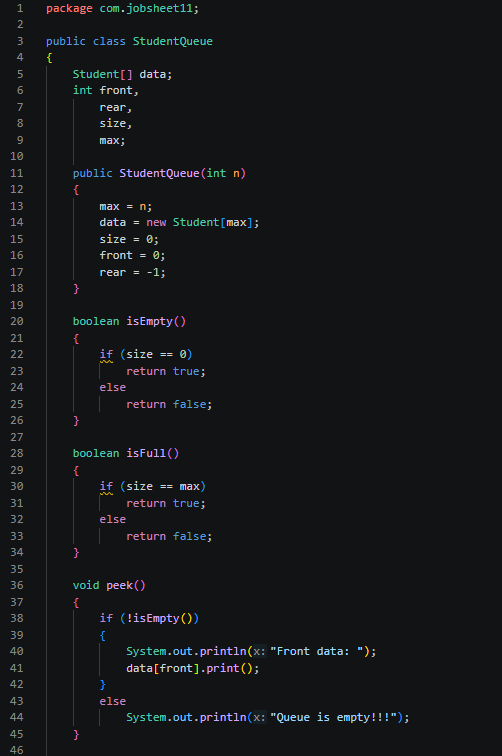 1 package com.jobsheet11;
2
3 public class StudentQueue
4 {
5     Student[] data;
6     int front,
7         rear,
8         size,
9         max;
10
11     public StudentQueue(int n)
12     {
13         max = n;
14         data = new Student[max];
15         size = 0;
16         front = 0;
17         rear = -1;
18     }
19
20     boolean isEmpty()
21     {
22         if (size == 0)
23             return true;
24         else
25             return false;
26     }
27
28     boolean isFull()
29     {
30         if (size == max)
31             return true;
32         else
33             return false;
34     }
35
36     void peek()
37     {
38         if (!isEmpty())
39         {
40             System.out.println(x: "Front data: ");
41             data[front].print();
42         }
43         else
44             System.out.println(x: "Queue is empty!!!");
45     }
46